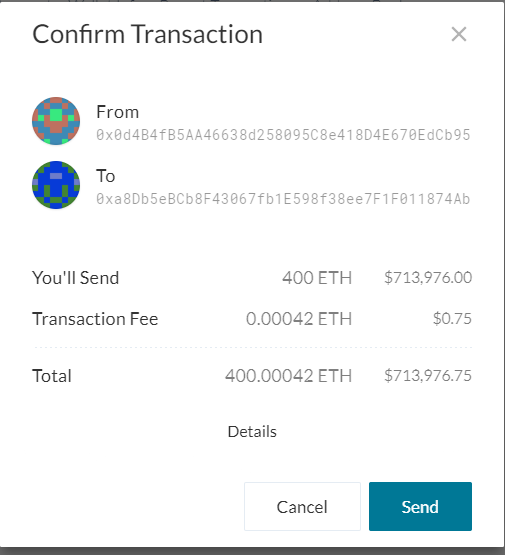 Confirm Transaction
From
0x0d4B4fB5AA46638d258095C8e418D4E670EdCb95
To
0xa8Db5eBCb8F43067fb1E598f38ee7F1F011874Ab
You'll Send 400 ETH $713,976.00
Transaction Fee 0.00042 ETH $0.75
Total 400.00042 ETH $713,976.75
Details
Cancel Send